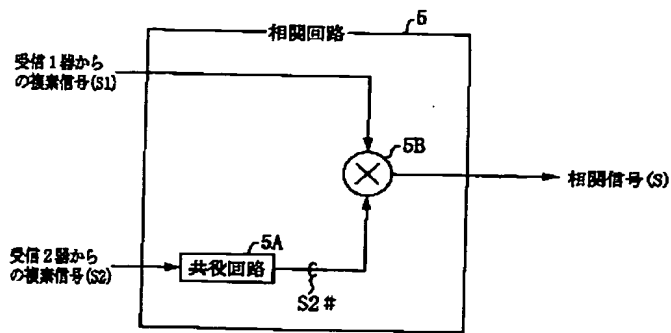 相関回路
5
受信1器から
の複素信号(S1)
5B
相関信号(S)
受信2器から
の複素信号(S2)
5A
共役回路
S2#